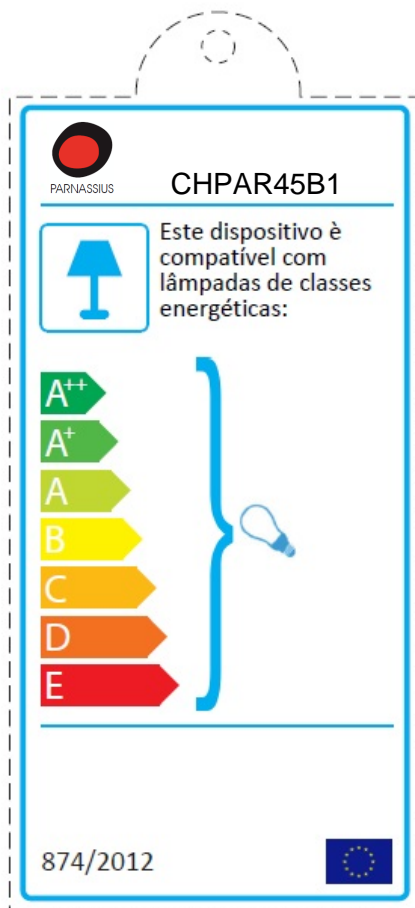 PARNASSIUS
CHPAR45B1
Este dispositivo è
compatível com
lâmpadas de classes
energéticas:
A++
A+
A
B
C
D
E
874/2012